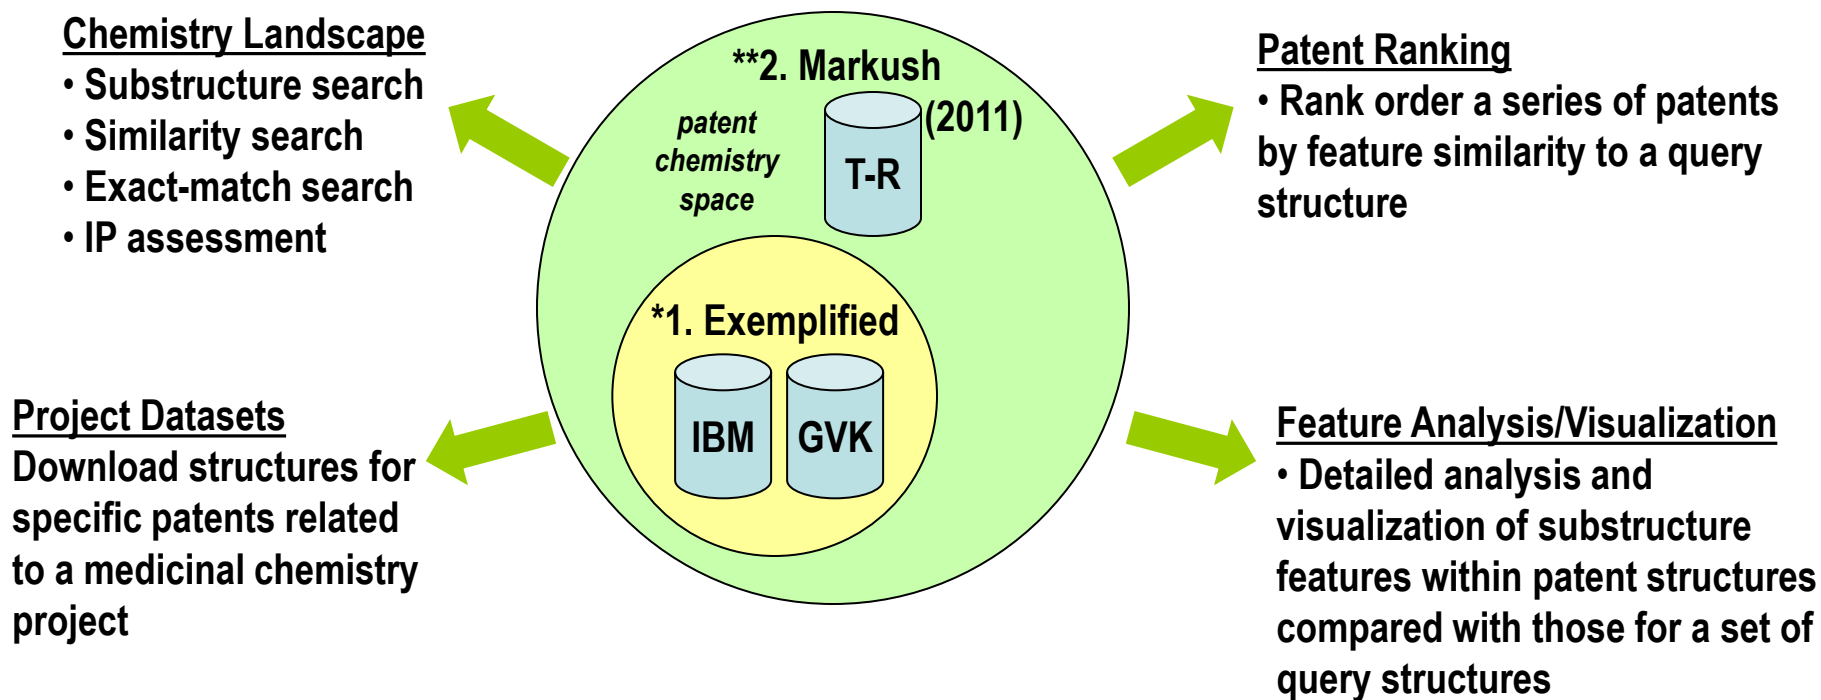 Chemistry Landscape
• Substructure search
• Similarity search
• Exact-match search
• IP assessment
**2. Markush
(2011)
patent
chemistry
space
T-R
*1. Exemplified
IBM
GVK
Patent Ranking
• Rank order a series of patents
by feature similarity to a query
structure
Project Datasets
Download structures for
specific patents related
to a medicinal chemistry
project
Feature Analysis/Visualization
• Detailed analysis and
visualization of substructure
features within patent structures
compared with those for a set of
query structures